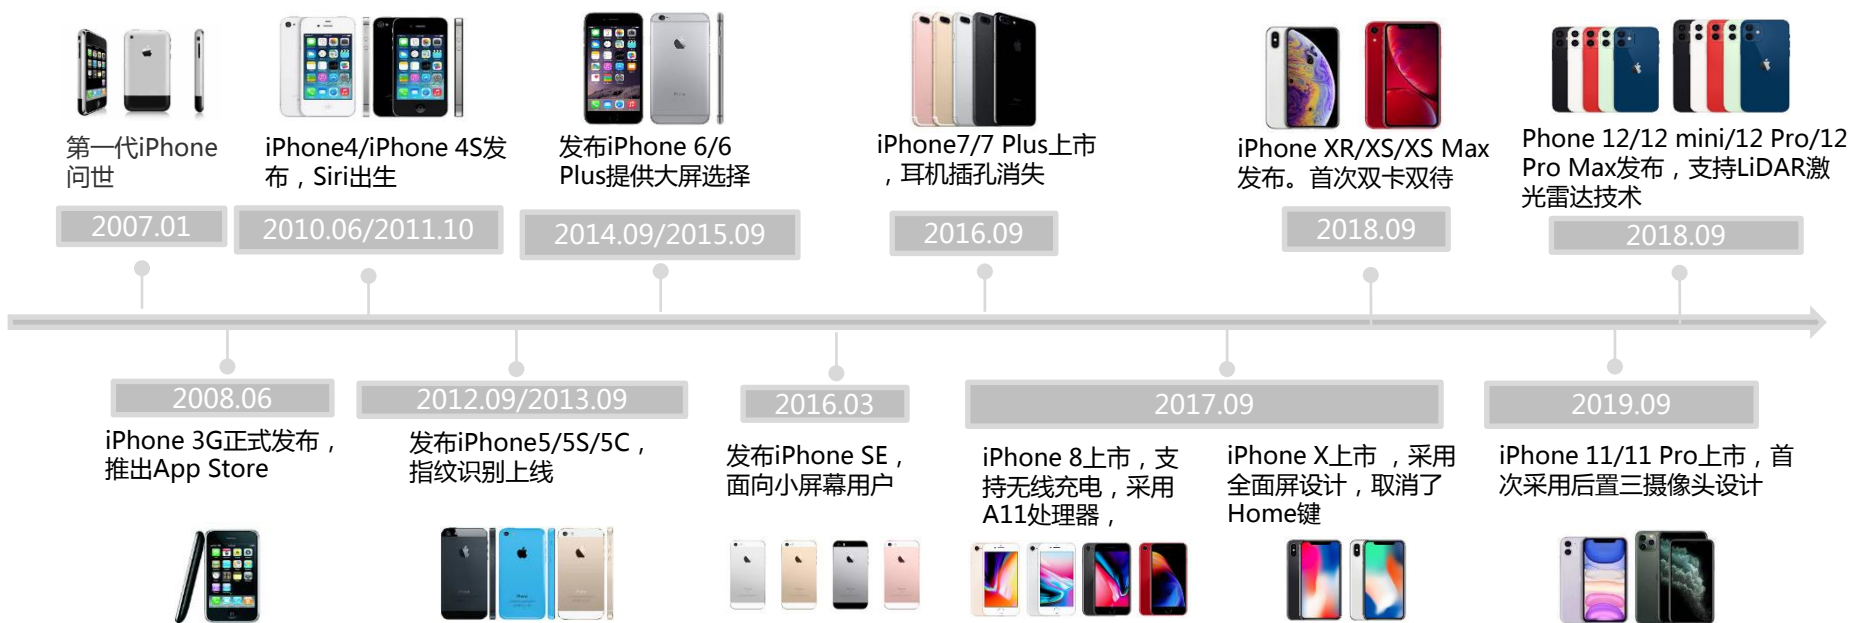 第一代iPhone
问世
2007.01
iPhone4/iPhone 4S发
布，Siri出生
2010.06/2011.10
发布iPhone 6/6
Plus提供大屏选择
2014.09/2015.09
iPhone7/7 Plus上市
，耳机插孔消失
2016.09
iPhone XR/XS/XS Max
发布。首次双卡双待
2018.09
Phone 12/12 mini/12 Pro/12
Pro Max发布，支持LiDAR激
光雷达技术
2018.09
2008.06
iPhone 3G正式发布，
推出App Store
2012.09/2013.09
发布iPhone5/5S/5C，
指纹识别上线
2016.03
发布iPhone SE，
面向小屏幕用户
2017.09
iPhone 8上市，支
持无线充电，采用
A11处理器，
iPhone X上市 ，采用
全面屏设计，取消了
Home键
2019.09
iPhone 11/11 Pro上市，首
次采用后置三摄像头设计